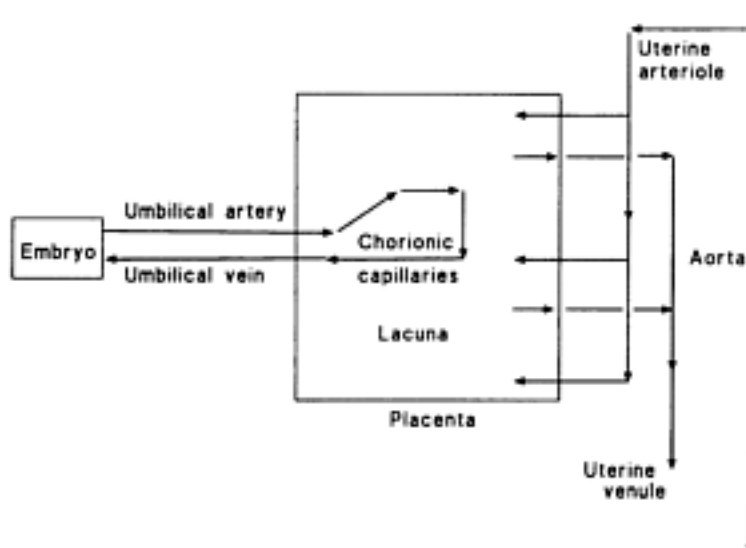 Uterine
arteriole
Umbilical artery
Embryo
Chorionic
Aorta
Umbilical vein
capillaries
Lacuna
Placenta
Uterine
venule